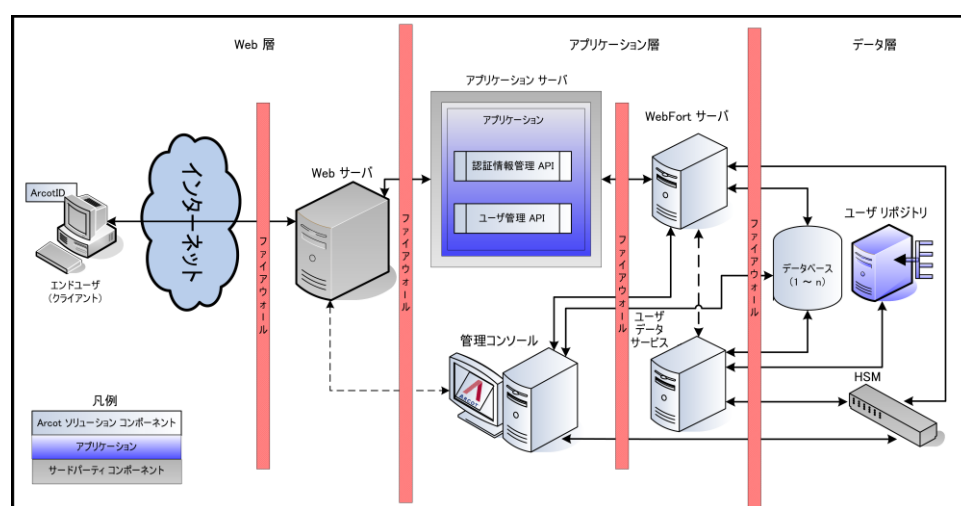 Web 層
アプリケーション層
データ層
アプリケーション サーバ
アプリケーション
認証情報管理 API
ユーザ管理 API
WebFort サーバ
Web サーバ
ArcotID
インターネット
エンドユーザ
(クライアント)
ファイアウォール
ファイアウォール
ファイアウォール
ファイアウォール
ユーザ リポジトリ
データベース
(1 ～ n)
ユーザ
データ
サービス
管理コンソール
ARCOT
HSM
凡例
Arcot ソリューション コンポーネント
アプリケーション
サードパーティ コンポーネント